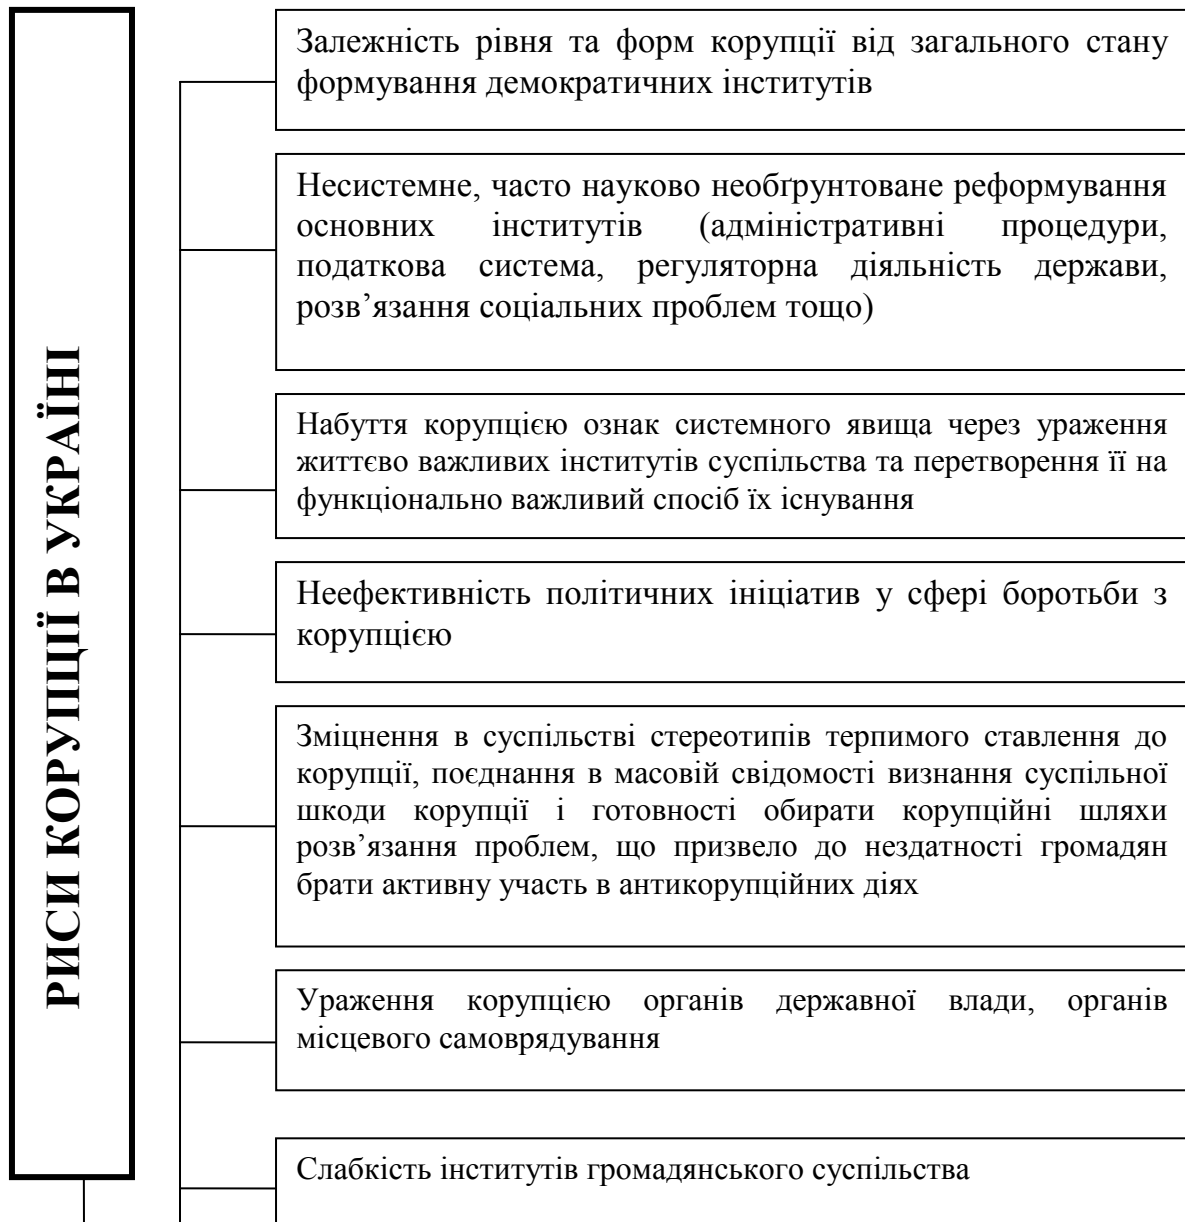 РИСИ КОРУПЦІЇ В УКРАЇНІ
Залежність рівня та форм корупції від загального стану
формування демократичних інститутів
Несистемне, часто науково необґрунтоване реформування
основних інститутів (адміністративні процедури,
податкова система, регуляторна діяльність держави,
розв’язання соціальних проблем тощо)
Набуття корупцією ознак системного явища через ураження
життєво важливих інститутів суспільства та перетворення її на
функціонально важливий спосіб їх існування
Неефективність політичних ініціатив у сфері боротьби з
корупцією
Зміцнення в суспільстві стереотипів терпимого ставлення до
корупції, поєднання в масовій свідомості визнання суспільної
шкоди корупції і готовності обирати корупційні шляхи
розв’язання проблем, що призвело до нездатності громадян
брати активну участь в антикорупційних діях
Ураження корупцією органів державної влади, органів
місцевого самоврядування
Слабкість інститутів громадянського суспільства